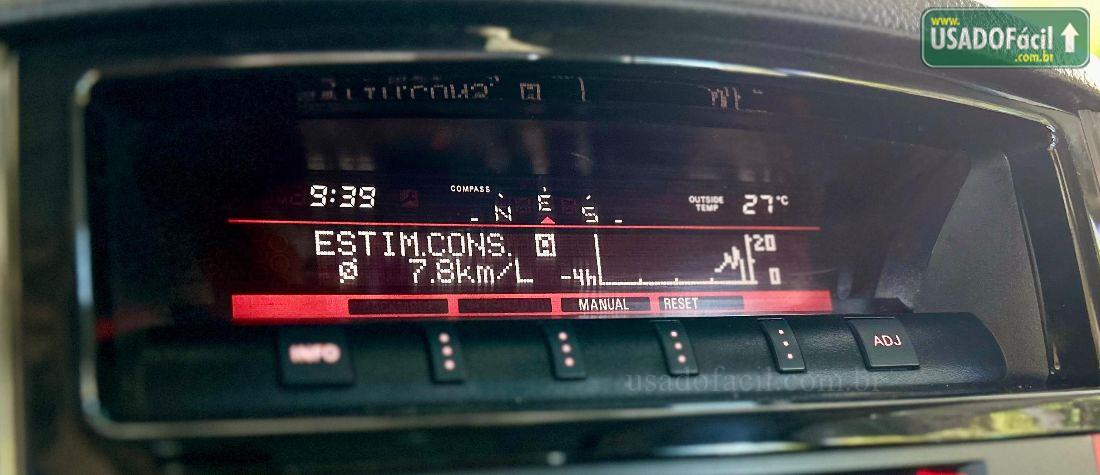 www.
USADOFácil
.com.br
9:39
COMPASS
N E S
OUTSIDE TEMP
27°C
ESTIM.CONS.
ø 7.8km/L
-4h
20
0
MANUAL
RESET
INFO
ADJ
usadofacil.com.br